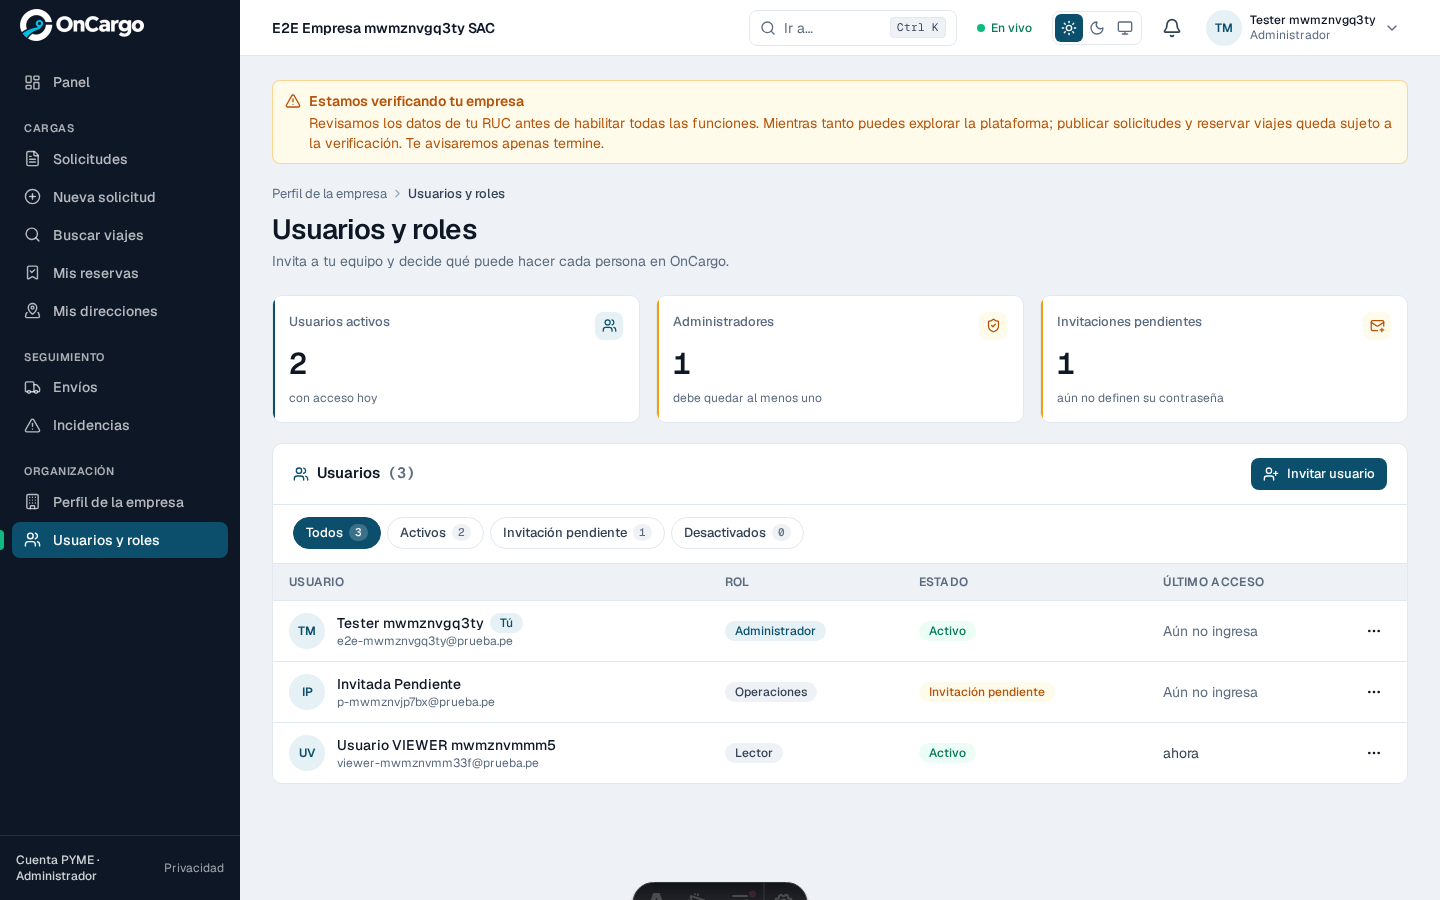 OnCargo
E2E Empresa mwmznvgq3ty SAC
Ir a...
Ctrl K
En vivo
TM
Tester mwmznvgq3ty
Administrador
Panel
CARGAS
Solicitudes
Nueva solicitud
Buscar viajes
Mis reservas
Mis direcciones
SEGUIMIENTO
Envíos
Incidencias
ORGANIZACIÓN
Perfil de la empresa
Usuarios y roles
Cuenta PYME ·
Administrador
Privacidad
Estamos verificando tu empresa
Revisamos los datos de tu RUC antes de habilitar todas las funciones. Mientras tanto puedes explorar la plataforma; publicar solicitudes y reservar viajes queda sujeto a
la verificación. Te avisaremos apenas termine.
Perfil de la empresa > Usuarios y roles
Usuarios y roles
Invita a tu equipo y decide qué puede hacer cada persona en OnCargo.
Usuarios activos
2
con acceso hoy
Administradores
1
debe quedar al menos uno
Invitaciones pendientes
1
aún no definen su contraseña
Usuarios (3)
Invitar usuario
Todos 3
Activos 2
Invitación pendiente 1
Desactivados 0
USUARIO ROL ESTADO ÚLTIMO ACCESO
TM Tester mwmznvgq3ty Tú Administrador Activo Aún no ingresa
e2e-mwmznvgq3ty@prueba.pe
IP Invitada Pendiente Operaciones Invitación pendiente Aún no ingresa
p-mwmznvjp7bx@prueba.pe
UV Usuario VIEWER mwmznvmmm5 Lector Activo ahora
viewer-mwmznvmm33f@prueba.pe